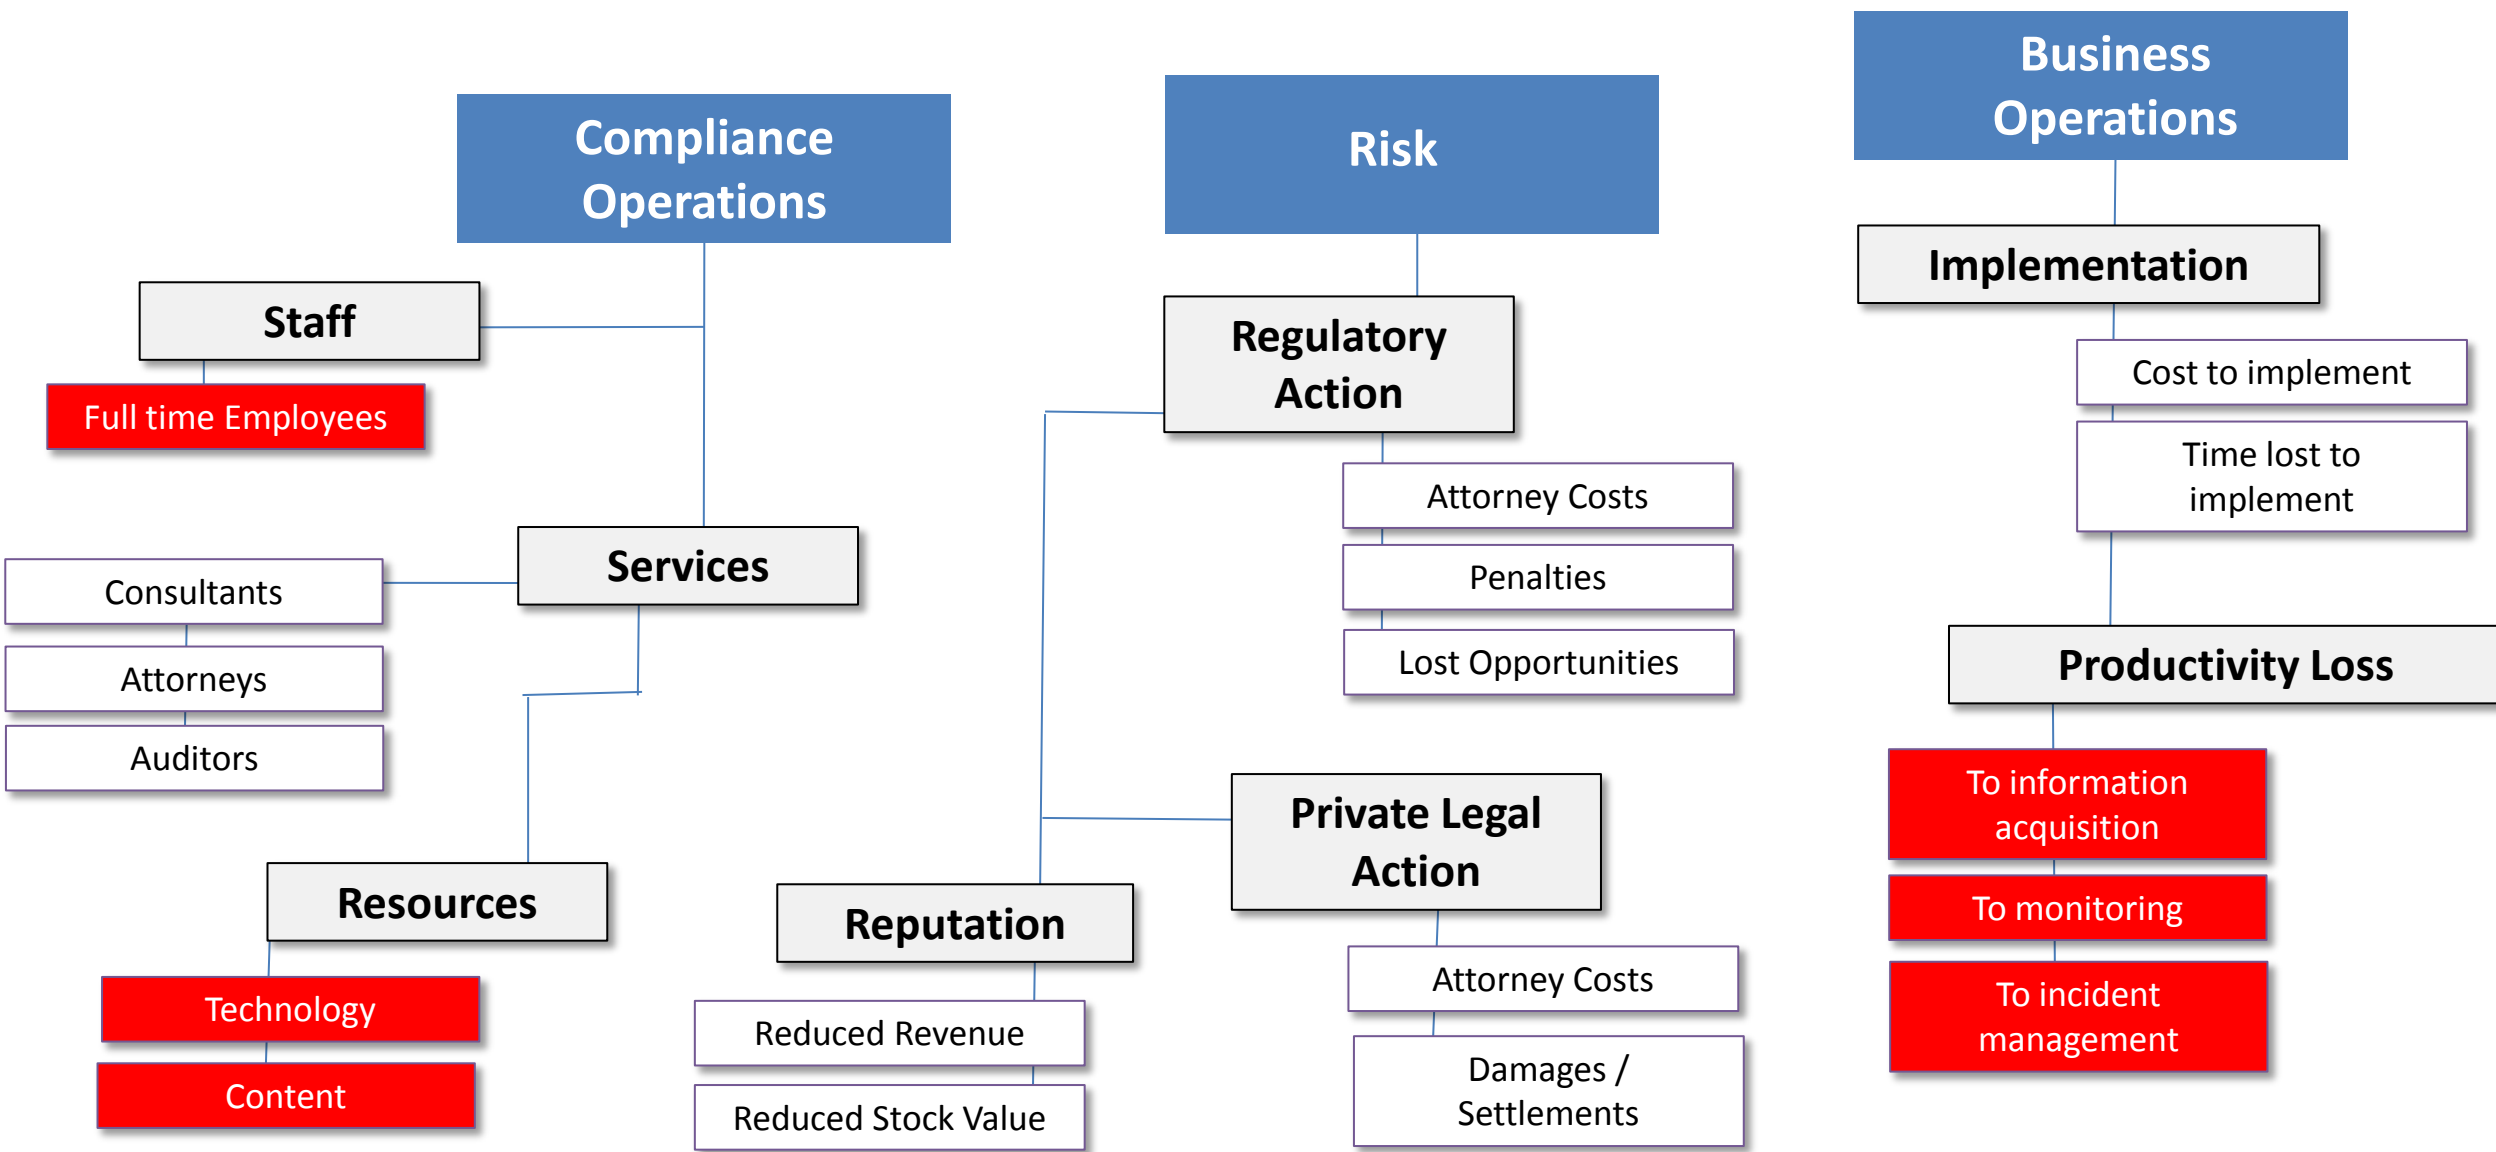 Compliance
Operations
Staff
Full time Employees
Services
Consultants
Attorneys
Auditors
Resources
Technology
Content
Risk
Regulatory
Action
Attorney Costs
Penalties
Lost Opportunities
Private Legal
Action
Attorney Costs
Damages /
Settlements
Reputation
Reduced Revenue
Reduced Stock Value
Business
Operations
Implementation
Cost to implement
Time lost to
implement
Productivity Loss
To information
acquisition
To monitoring
To incident
management